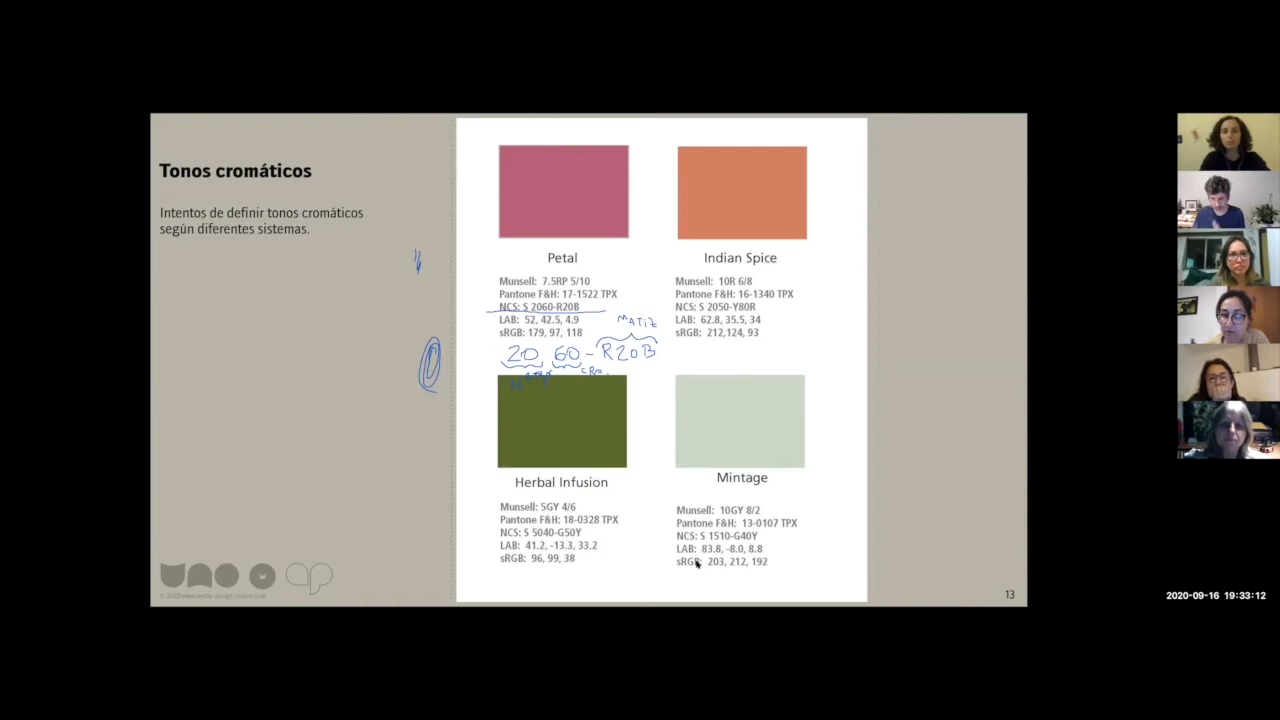 Tonos cromáticos
Intentos de definir tonos cromáticos
según diferentes sistemas.
Petal
Munsell: 7.5RP 5/10
Pantone F&H: 17-1522 TPX
NCS: S 2060-R20B
LAB: 52, 42.5, 4.9
sRGB: 179, 97, 118
MATIZ
20 60 - R20B
N
CRO.
Indian Spice
Munsell: 10R 6/8
Pantone F&H: 16-1340 TPX
NCS: S 2050-Y80R
LAB: 62.8, 35.5, 34
sRGB: 212,124, 93
Herbal Infusion
Munsell: 5GY 4/6
Pantone F&H: 18-0328 TPX
NCS: S 5040-G50Y
LAB: 41.2, -13.3, 33.2
sRGB: 96, 99, 38
Mintage
Munsell: 10GY 8/2
Pantone F&H: 13-0107 TPX
NCS: S 1510-G40Y
LAB: 83.8, -8.0, 8.8
sRGB: 203, 212, 192
13
2020-09-16 19:33:12